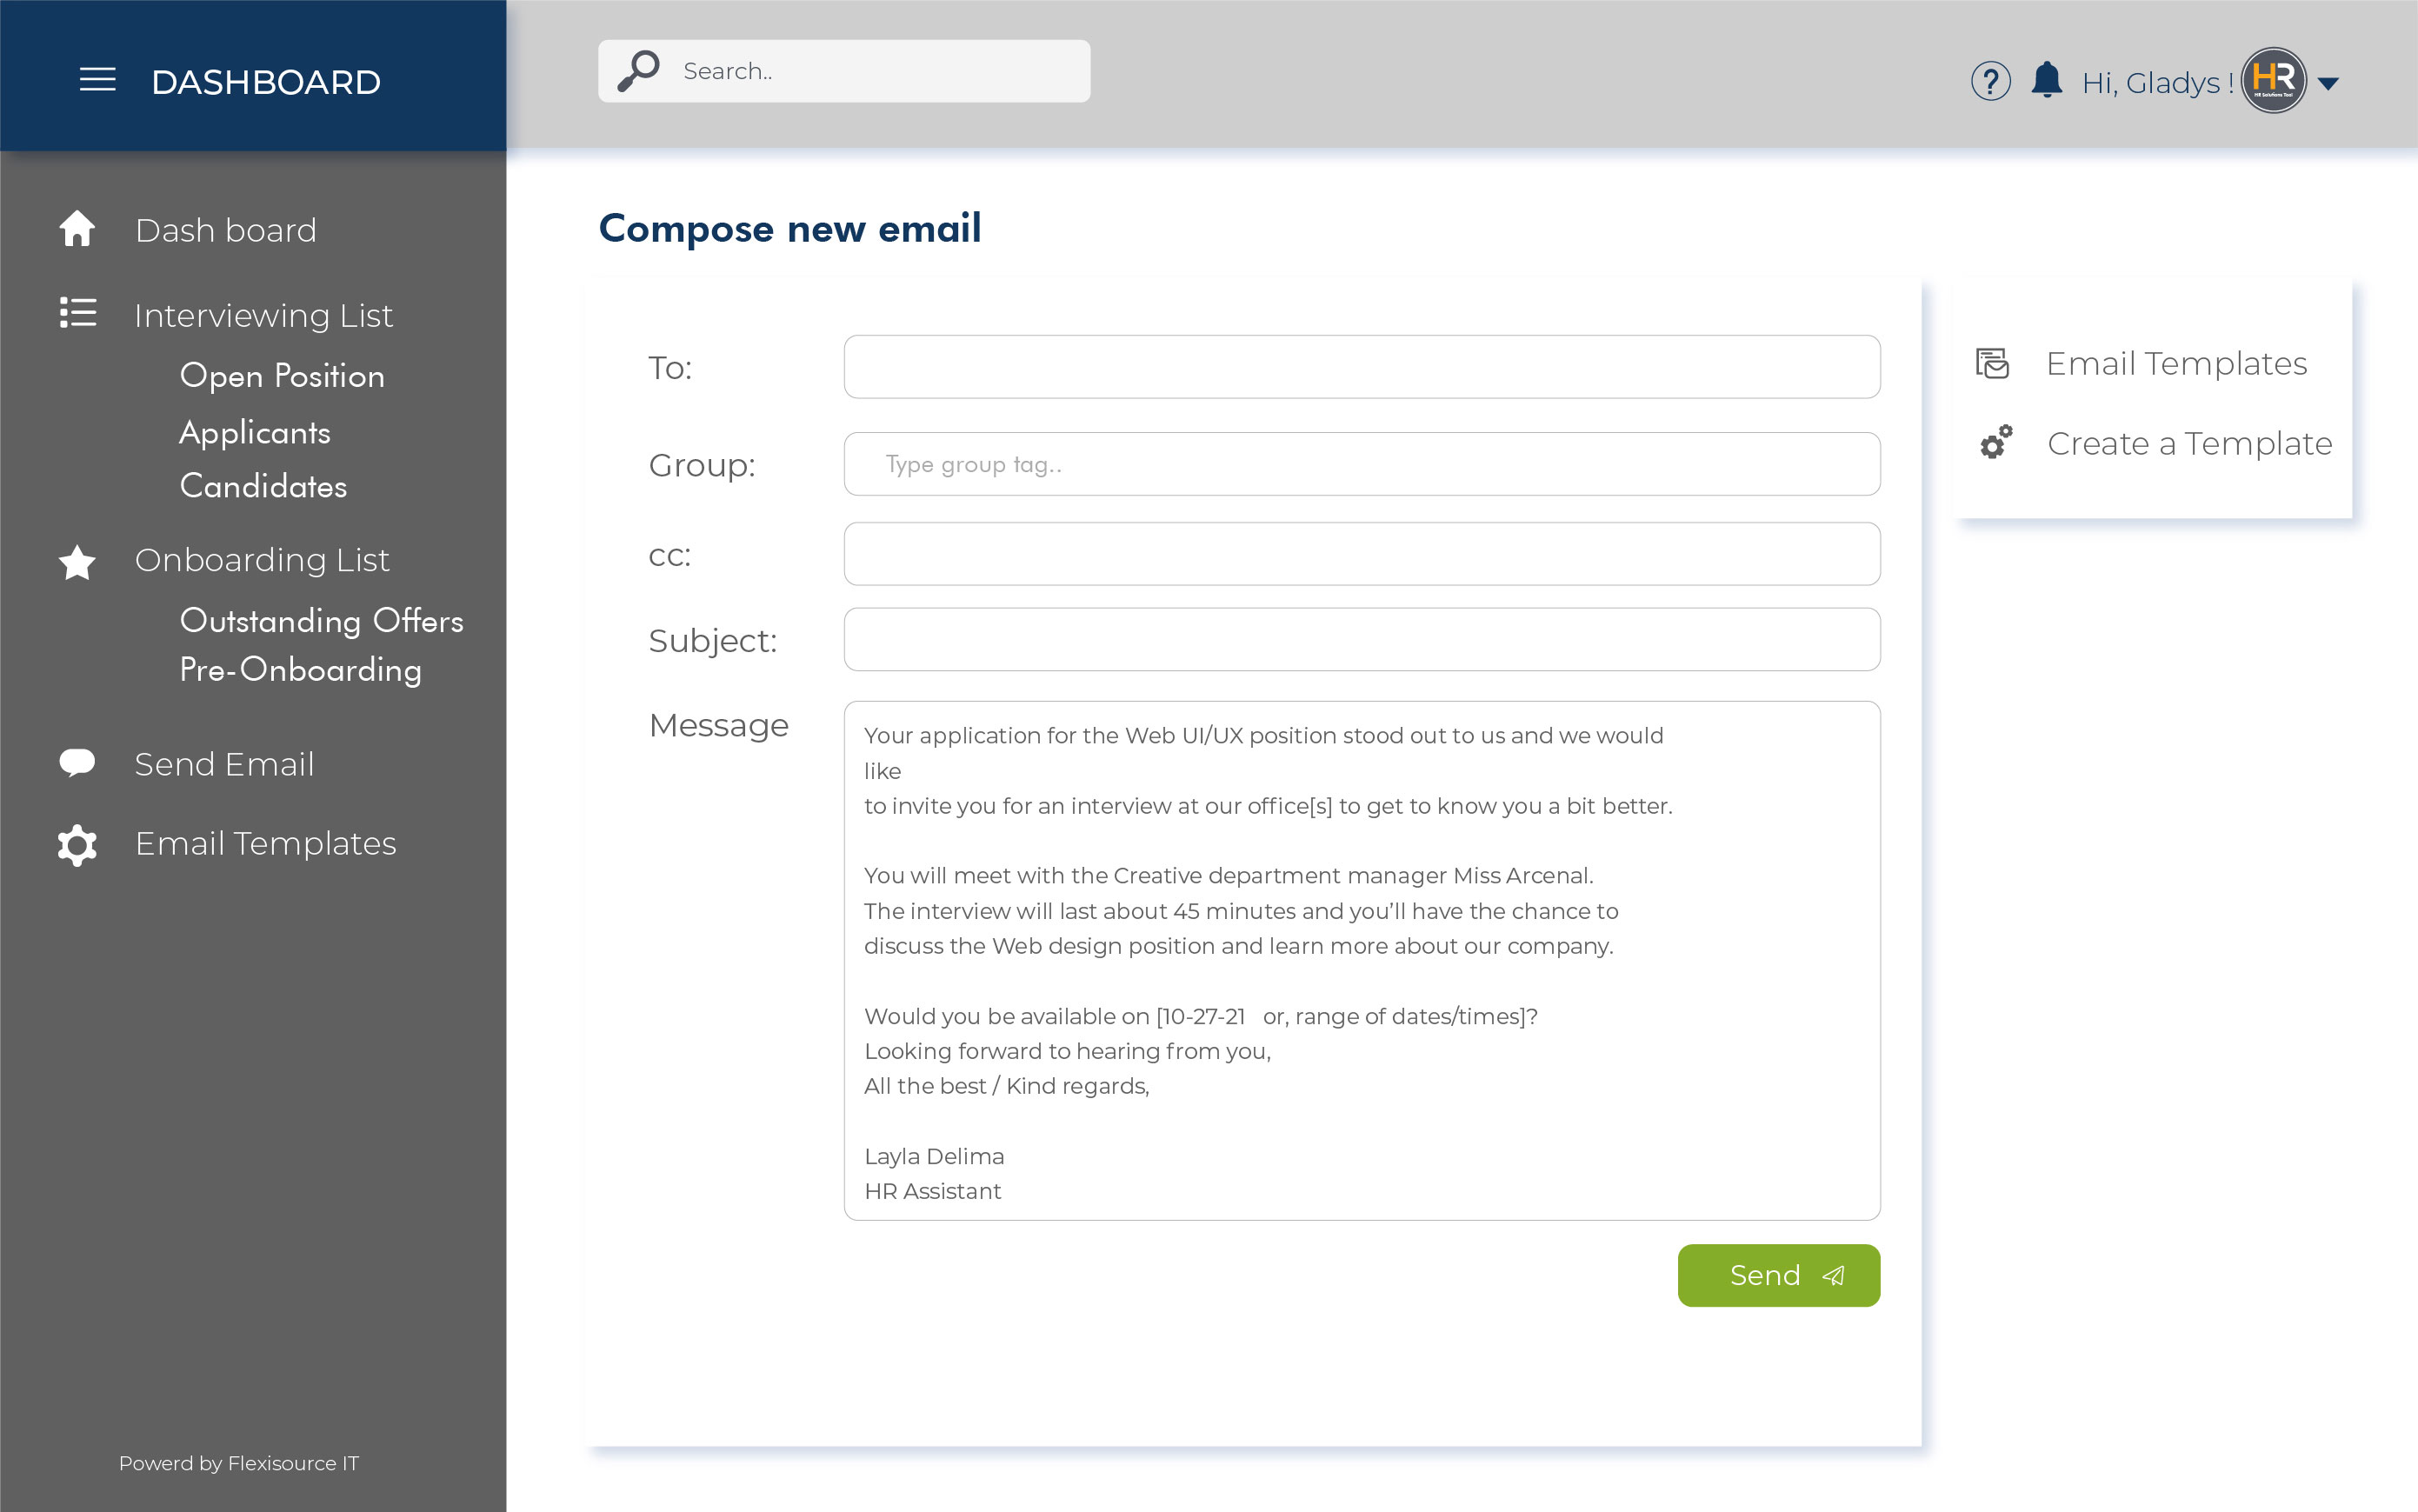 DASHBOARD
Search..
Hi, Gladys !
HR
HR Solutions Tool
Dash board
Interviewing List
Open Position
Applicants
Candidates
Onboarding List
Outstanding Offers
Pre-Onboarding
Send Email
Email Templates
Powerd by Flexisource IT
Compose new email
To:
Group:
Type group tag..
cc:
Subject:
Message
Your application for the Web UI/UX position stood out to us and we would
like
to invite you for an interview at our office[s] to get to know you a bit better.
You will meet with the Creative department manager Miss Arcenal.
The interview will last about 45 minutes and you’ll have the chance to
discuss the Web design position and learn more about our company.
Would you be available on [10-27-21   or, range of dates/times]?
Looking forward to hearing from you,
All the best / Kind regards,
Layla Delima
HR Assistant
Send
Email Templates
Create a Template